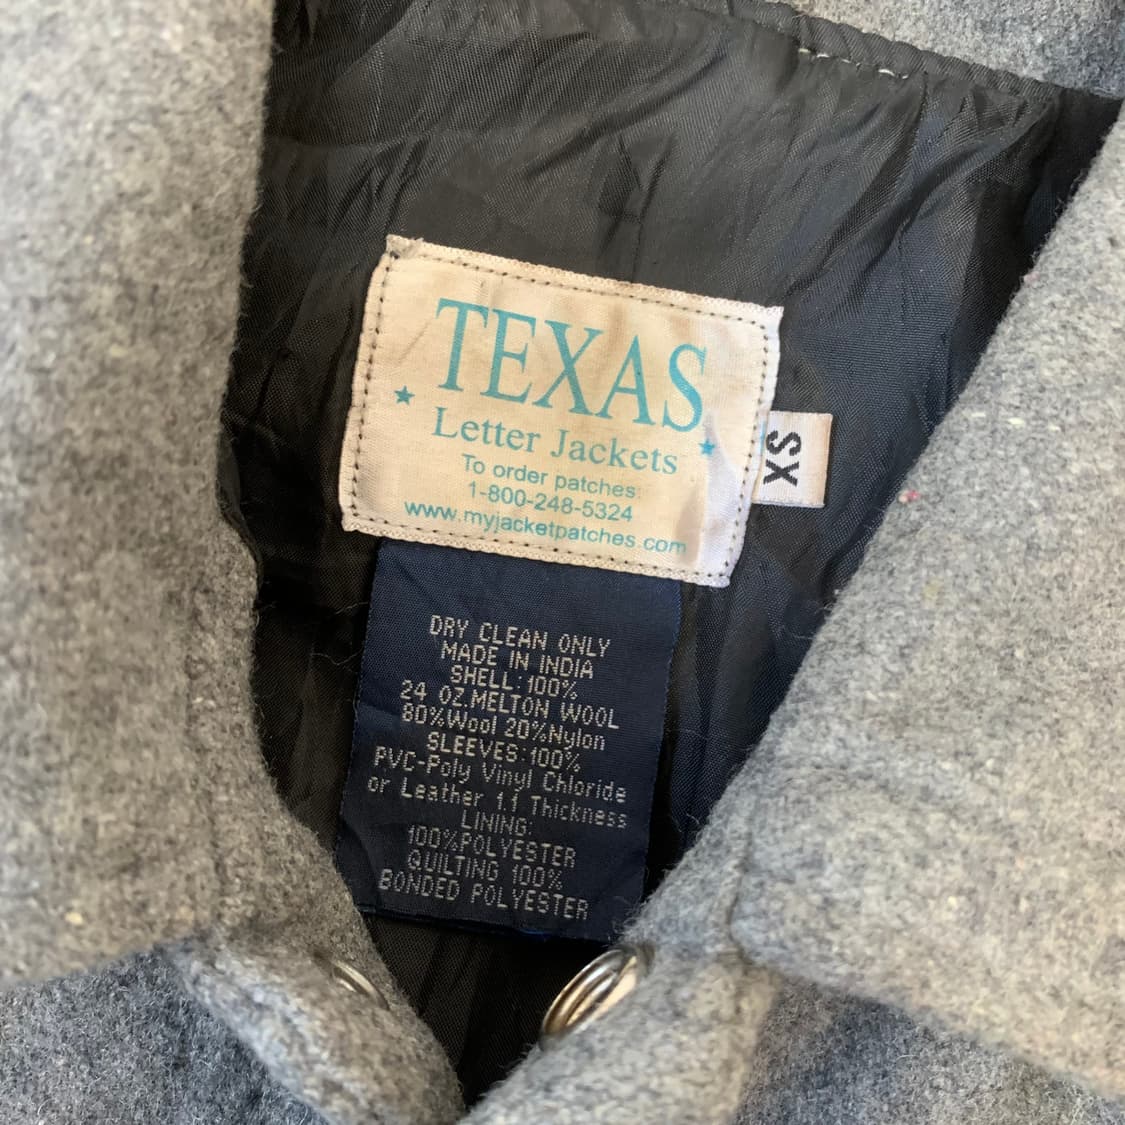 TEXAS
Letter Jackets
To order patches:
1-800-248-5324
www.myjacketpatches.com
XS
DRY CLEAN ONLY
MADE IN INDIA
SHELL:100%
24 OZ.MELTON WOOL
80%Wool 20%Nylon
SLEEVES:100%
PVC-Poly Vinyl Chloride
or Leather 1.1 Thickness
LINING:
100%POLYESTER
QUILTING 100%
BONDED POLYESTER